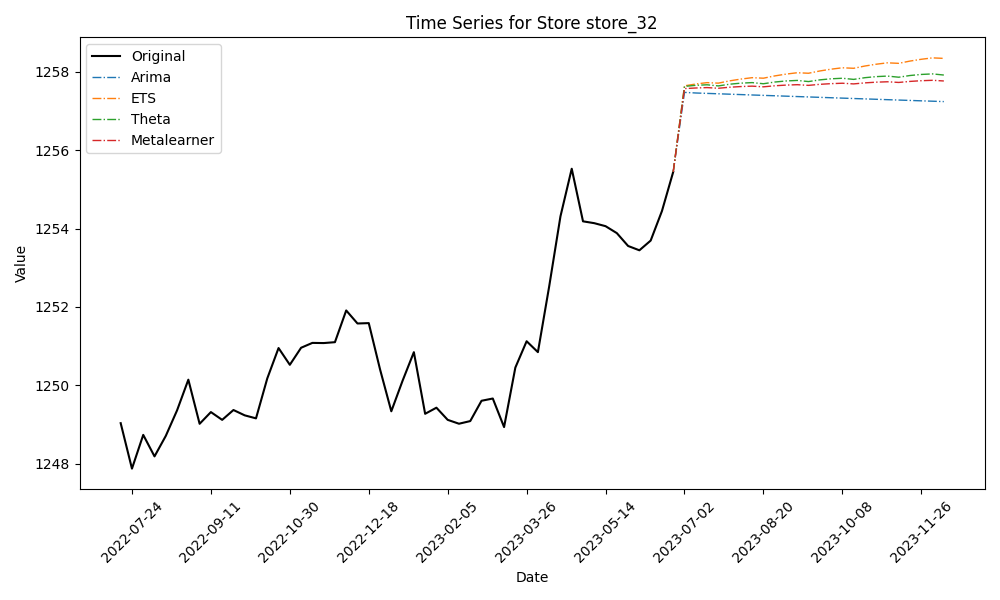 Time Series for Store store_32
Original
Arima
ETS
Theta
Metalearner
Value
1258
1256
1254
1252
1250
1248
2022-07-24
2022-09-11
2022-10-30
2022-12-18
2023-02-05
2023-03-26
2023-05-14
2023-07-02
2023-08-20
2023-10-08
2023-11-26
Date